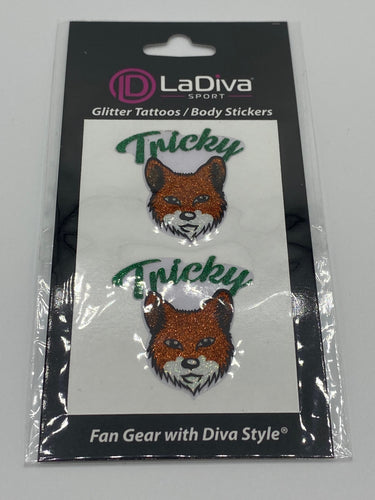 LaDiva®
SPORT
Glitter Tattoos / Body Stickers
Tricky
Tricky
Fan Gear with Diva Style®